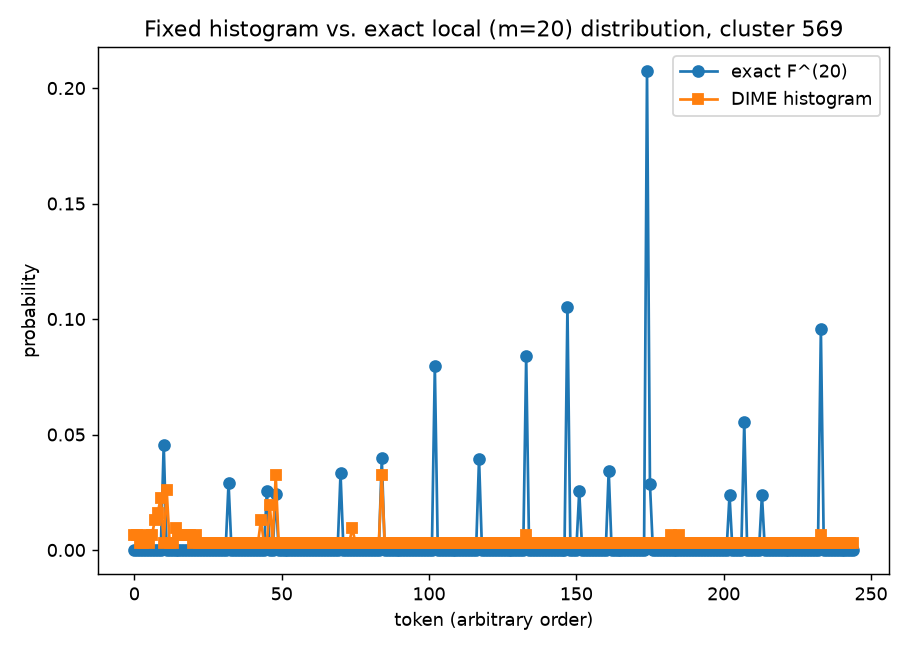 Fixed histogram vs. exact local (m=20) distribution, cluster 569
exact F^(20)
DIME histogram
probability
0.20
0.15
0.10
0.05
0.00
0 50 100 150 200 250
token (arbitrary order)